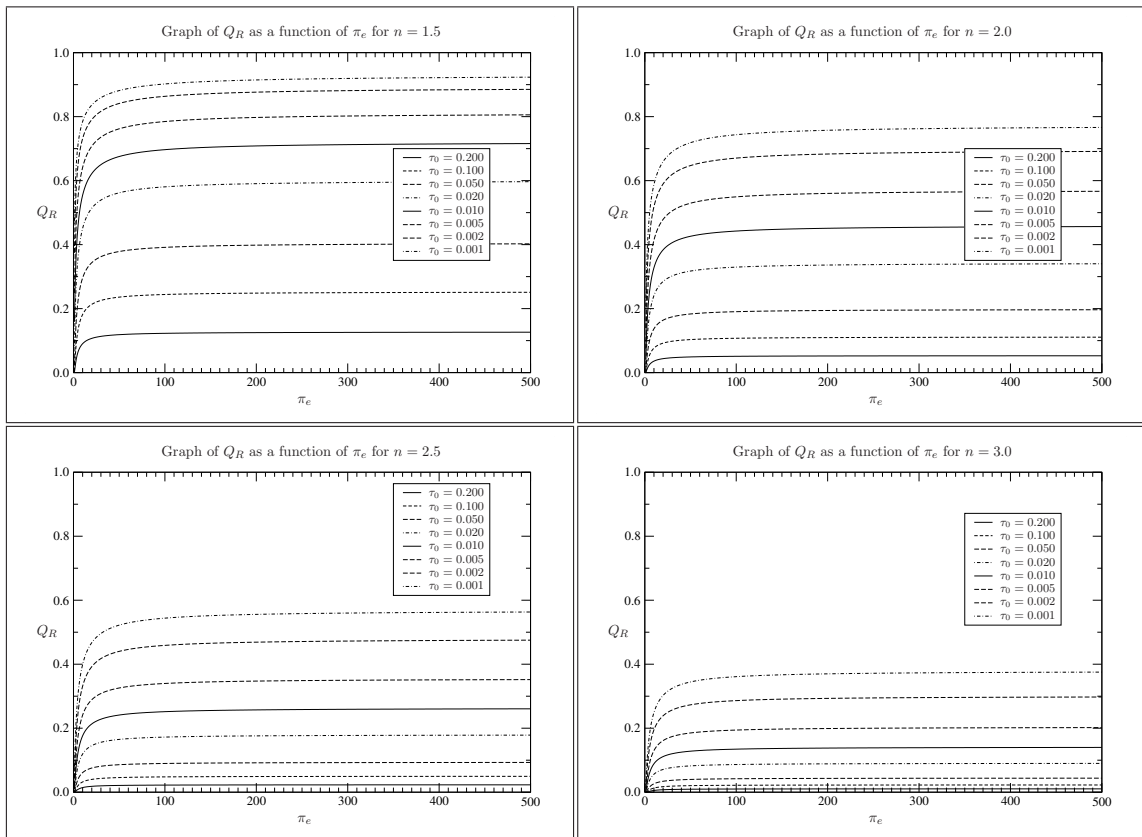 Graph of Q_R as a function of π_e for n = 1.5
1.0
0.8
0.6
Q_R
0.4
0.2
0.0
0
100
200
300
400
500
π_e
τ_0 = 0.200
τ_0 = 0.100
τ_0 = 0.050
τ_0 = 0.020
τ_0 = 0.010
τ_0 = 0.005
τ_0 = 0.002
τ_0 = 0.001
Graph of Q_R as a function of π_e for n = 2.0
1.0
0.8
0.6
Q_R
0.4
0.2
0.0
0
100
200
300
400
500
π_e
τ_0 = 0.200
τ_0 = 0.100
τ_0 = 0.050
τ_0 = 0.020
τ_0 = 0.010
τ_0 = 0.005
τ_0 = 0.002
τ_0 = 0.001
Graph of Q_R as a function of π_e for n = 2.5
1.0
0.8
0.6
Q_R
0.4
0.2
0.0
0
100
200
300
400
500
π_e
τ_0 = 0.200
τ_0 = 0.100
τ_0 = 0.050
τ_0 = 0.020
τ_0 = 0.010
τ_0 = 0.005
τ_0 = 0.002
τ_0 = 0.001
Graph of Q_R as a function of π_e for n = 3.0
1.0
0.8
0.6
Q_R
0.4
0.2
0.0
0
100
200
300
400
500
π_e
τ_0 = 0.200
τ_0 = 0.100
τ_0 = 0.050
τ_0 = 0.020
τ_0 = 0.010
τ_0 = 0.005
τ_0 = 0.002
τ_0 = 0.001